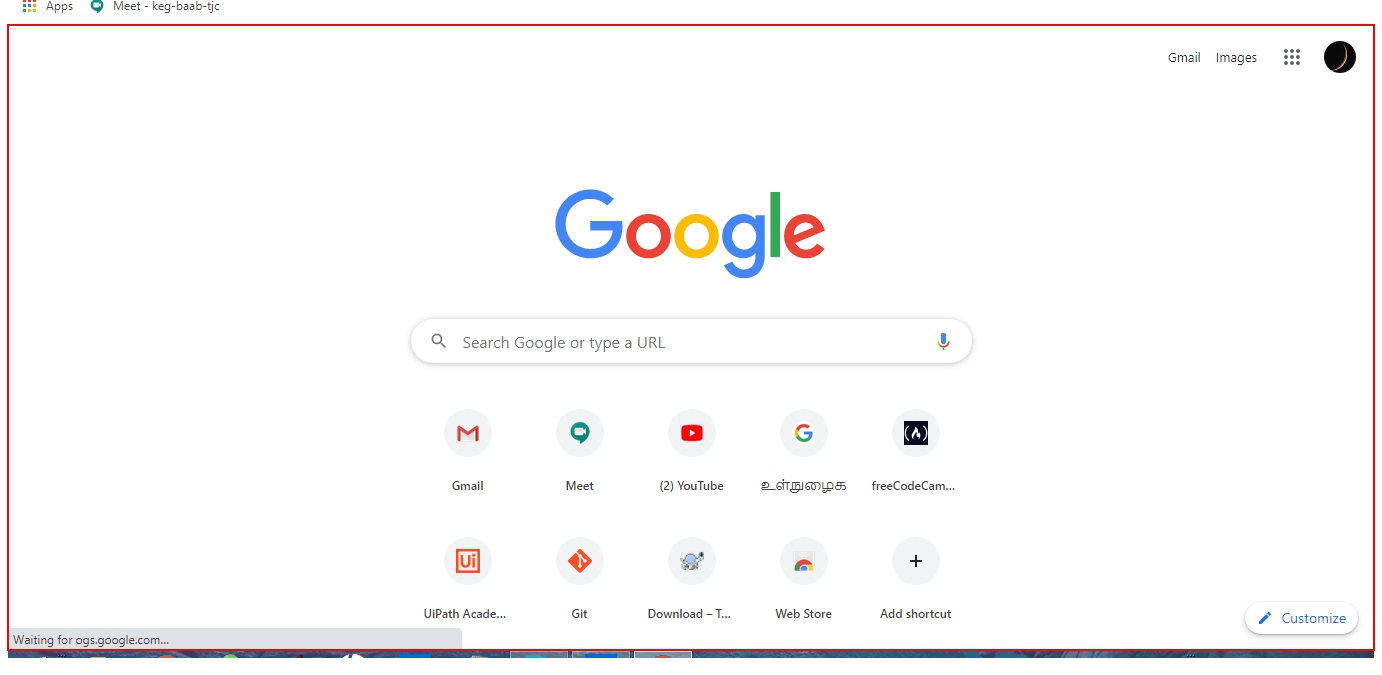 Apps Meet - keg-baab-tjc
Gmail Images
Google
Search Google or type a URL
Gmail Meet (2) YouTube உள்நுழைக freeCodeCam...
UiPath Acade... Git Download – T... Web Store Add shortcut
Customize
Waiting for ogs.google.com...